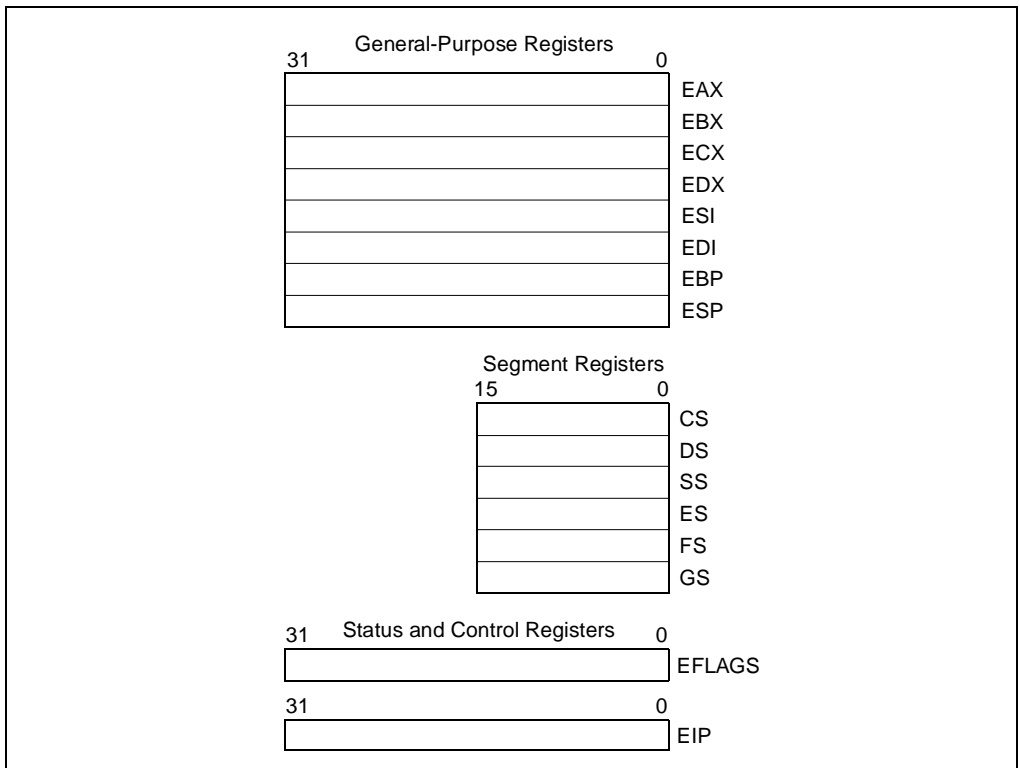 General-Purpose Registers
31 0
EAX
EBX
ECX
EDX
ESI
EDI
EBP
ESP
Segment Registers
15 0
CS
DS
SS
ES
FS
GS
Status and Control Registers
31 0
EFLAGS
31 0
EIP